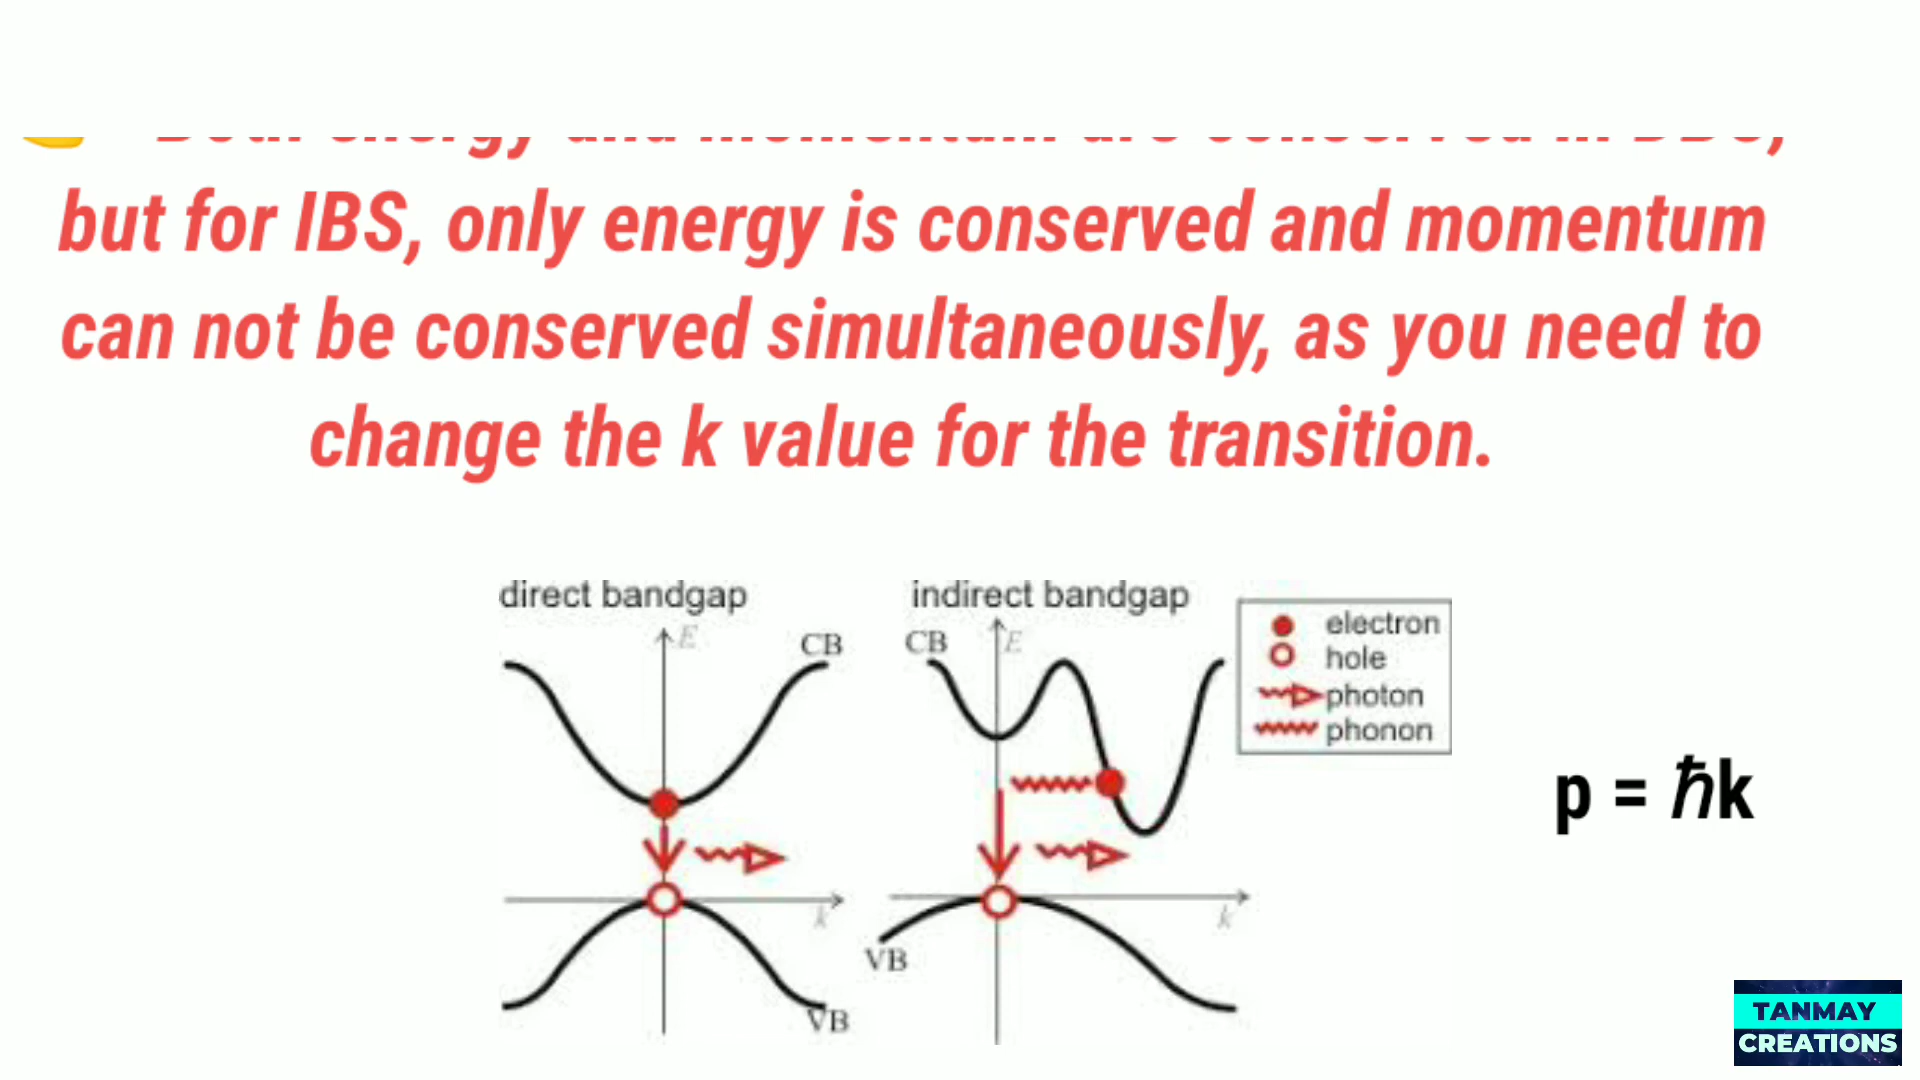 but for IBS, only energy is conserved and momentum
can not be conserved simultaneously, as you need to
change the k value for the transition.
direct bandgap
indirect bandgap
E
CB
CB
E
electron
hole
photon
phonon
p = ℏk
k
k
VB
VB
TANMAY
CREATIONS